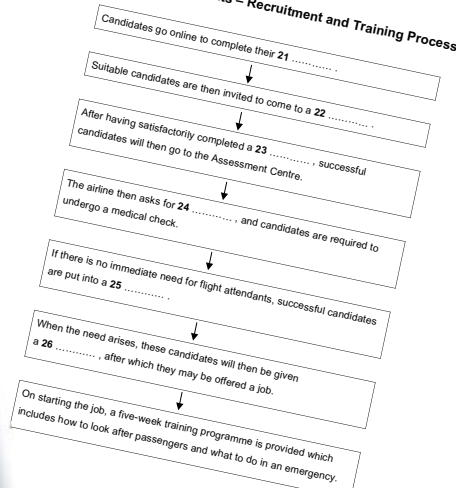 – Recruitment and Training Process
Candidates go online to complete their 21 ............ .
Suitable candidates are then invited to come to a 22 ............ .
After having satisfactorily completed a 23 ............ , successful
candidates will then go to the Assessment Centre.
The airline then asks for 24 ............ , and candidates are required to
undergo a medical check.
If there is no immediate need for flight attendants, successful candidates
are put into a 25 ............ .
When the need arises, these candidates will then be given
a 26 ............ , after which they may be offered a job.
On starting the job, a five-week training programme is provided which
includes how to look after passengers and what to do in an emergency.